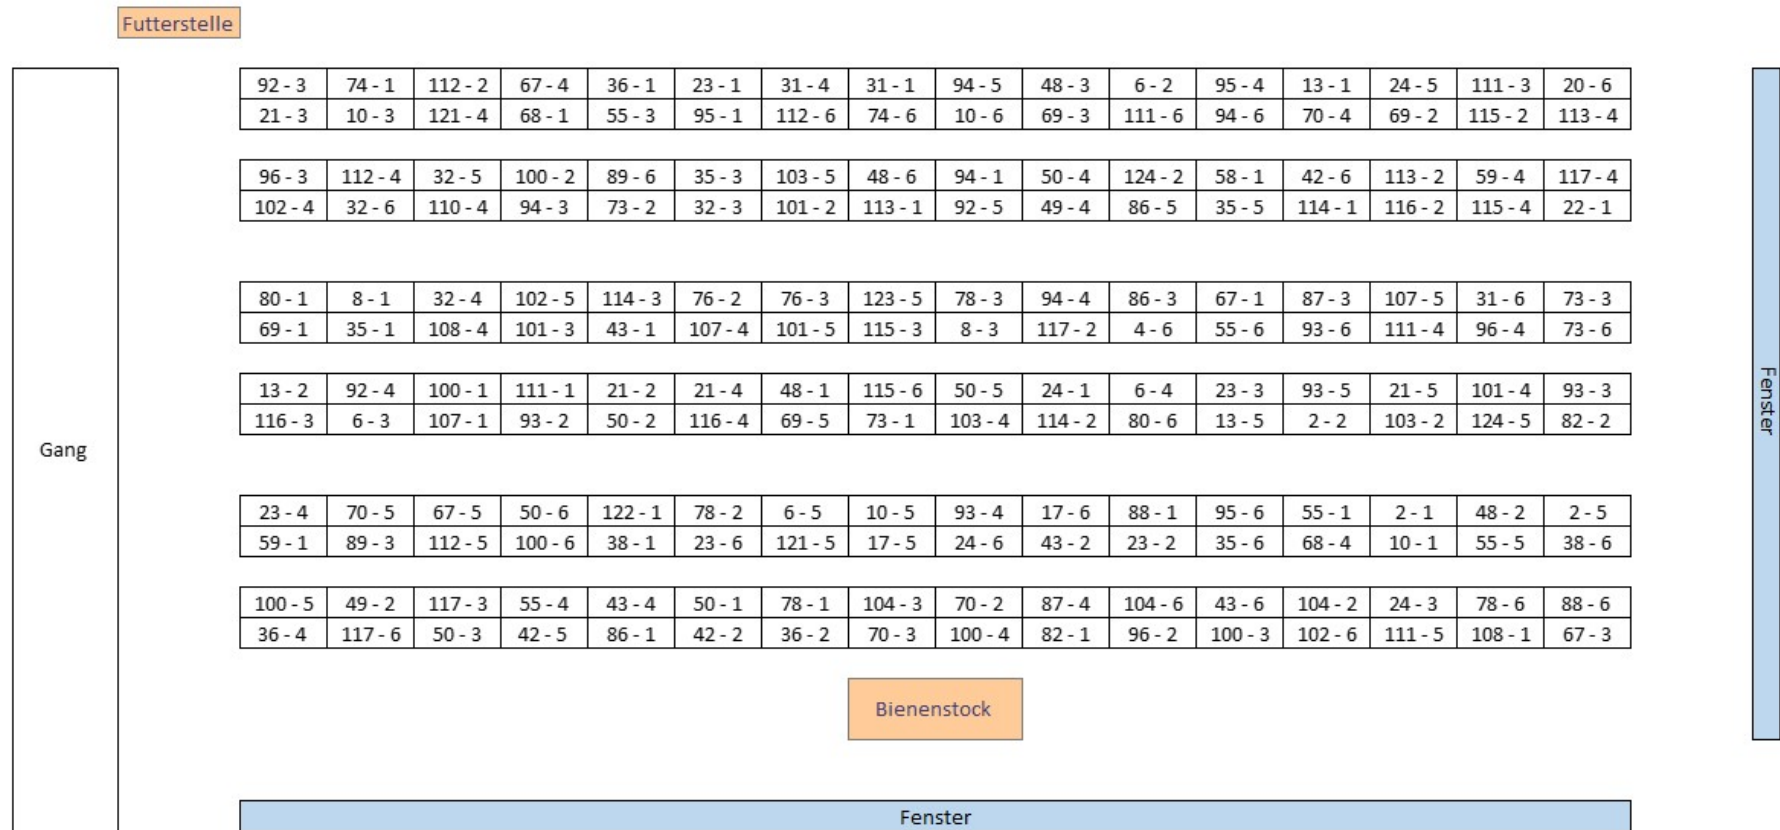 Futterstelle
92 - 3 74 - 1 112 - 2 67 - 4 36 - 1 23 - 1 31 - 4 31 - 1 94 - 5 48 - 3 6 - 2 95 - 4 13 - 1 24 - 5 111 - 3 20 - 6
21 - 3 10 - 3 121 - 4 68 - 1 55 - 3 95 - 1 112 - 6 74 - 6 10 - 6 69 - 3 111 - 6 94 - 6 70 - 4 69 - 2 115 - 2 113 - 4
96 - 3 112 - 4 32 - 5 100 - 2 89 - 6 35 - 3 103 - 5 48 - 6 94 - 1 50 - 4 124 - 2 58 - 1 42 - 6 113 - 2 59 - 4 117 - 4
102 - 4 32 - 6 110 - 4 94 - 3 73 - 2 32 - 3 101 - 2 113 - 1 92 - 5 49 - 4 86 - 5 35 - 5 114 - 1 116 - 2 115 - 4 22 - 1
80 - 1 8 - 1 32 - 4 102 - 5 114 - 3 76 - 2 76 - 3 123 - 5 78 - 3 94 - 4 86 - 3 67 - 1 87 - 3 107 - 5 31 - 6 73 - 3
69 - 1 35 - 1 108 - 4 101 - 3 43 - 1 107 - 4 101 - 5 115 - 3 8 - 3 117 - 2 4 - 6 55 - 6 93 - 6 111 - 4 96 - 4 73 - 6
13 - 2 92 - 4 100 - 1 111 - 1 21 - 2 21 - 4 48 - 1 115 - 6 50 - 5 24 - 1 6 - 4 23 - 3 93 - 5 21 - 5 101 - 4 93 - 3
116 - 3 6 - 3 107 - 1 93 - 2 50 - 2 116 - 4 69 - 5 73 - 1 103 - 4 114 - 2 80 - 6 13 - 5 2 - 2 103 - 2 124 - 5 82 - 2
Gang
Fenster
23 - 4 70 - 5 67 - 5 50 - 6 122 - 1 78 - 2 6 - 5 10 - 5 93 - 4 17 - 6 88 - 1 95 - 6 55 - 1 2 - 1 48 - 2 2 - 5
59 - 1 89 - 3 112 - 5 100 - 6 38 - 1 23 - 6 121 - 5 17 - 5 24 - 6 43 - 2 23 - 2 35 - 6 68 - 4 10 - 1 55 - 5 38 - 6
100 - 5 49 - 2 117 - 3 55 - 4 43 - 4 50 - 1 78 - 1 104 - 3 70 - 2 87 - 4 104 - 6 43 - 6 104 - 2 24 - 3 78 - 6 88 - 6
36 - 4 117 - 6 50 - 3 42 - 5 86 - 1 42 - 2 36 - 2 70 - 3 100 - 4 82 - 1 96 - 2 100 - 3 102 - 6 111 - 5 108 - 1 67 - 3
Bienenstock
Fenster